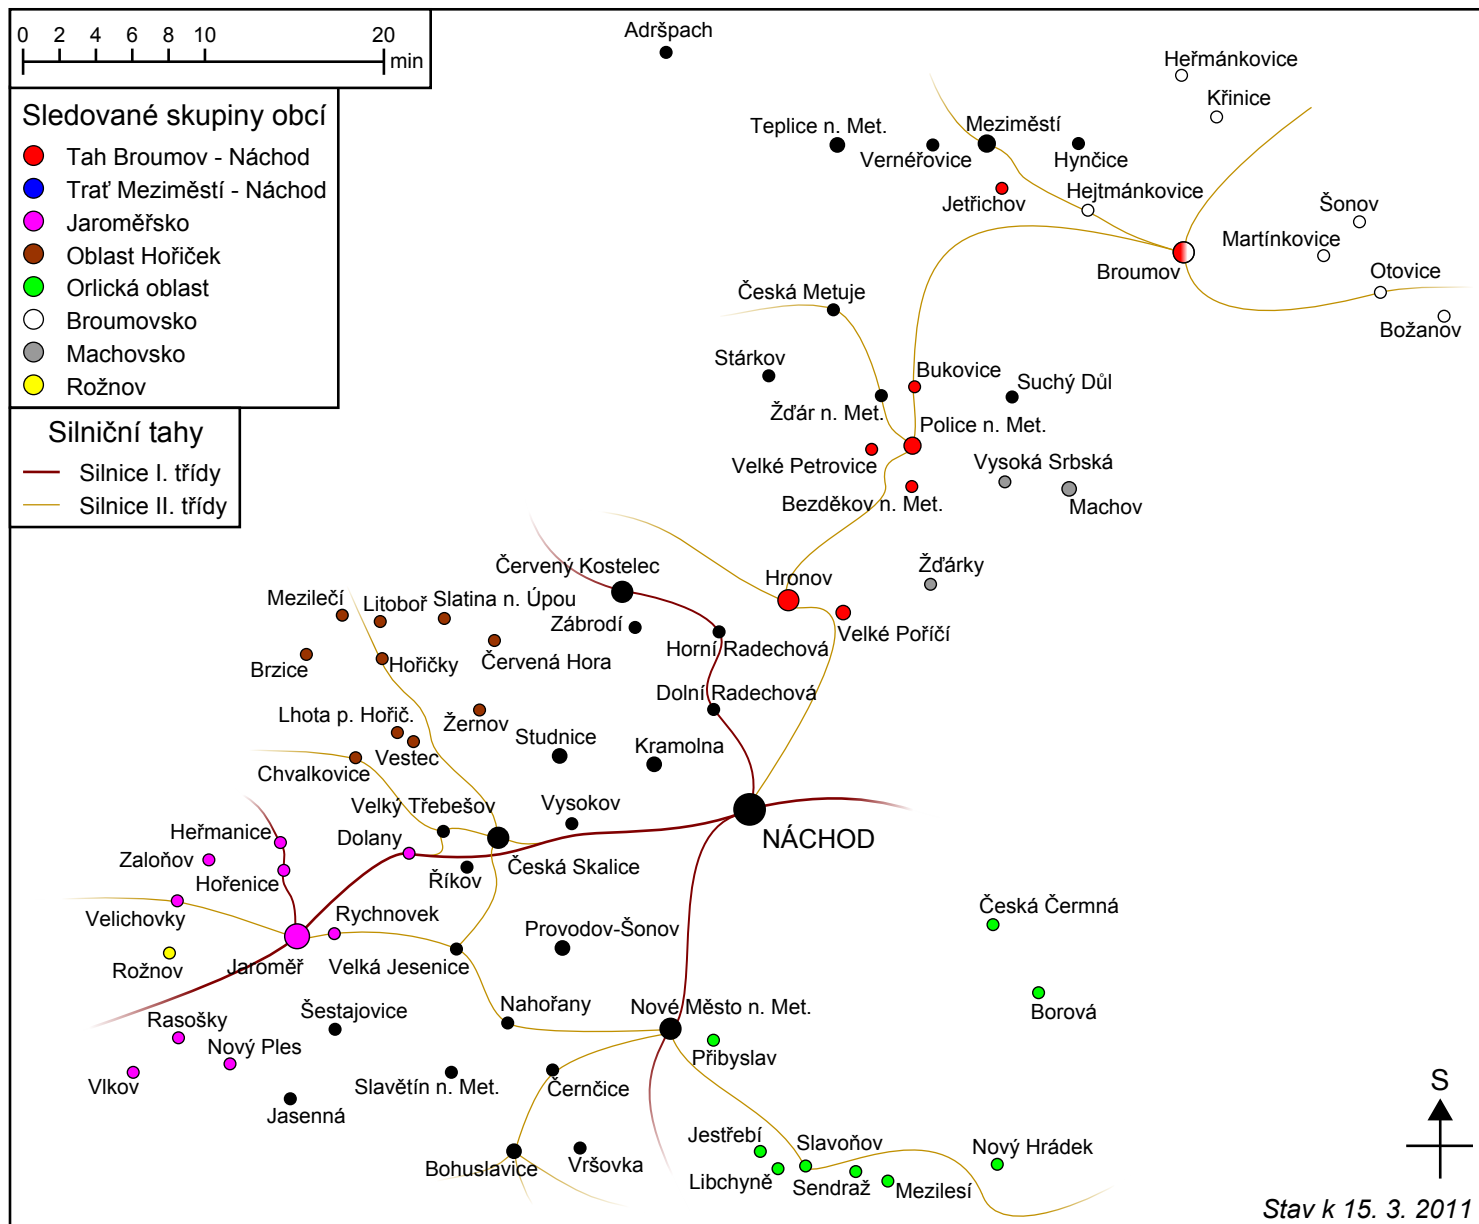 0 2 4 6 8 10 20
min
Sledované skupiny obcí
Tah Broumov - Náchod
Trať Meziměstí - Náchod
Jaroměřsko
Oblast Hořiček
Orlická oblast
Broumovsko
Machovsko
Rožnov
Silniční tahy
Silnice I. třídy
Silnice II. třídy
Adršpach
Heřmánkovice
Křinice
Teplice n. Met.
Vernéřovice
Meziměstí
Hynčice
Jetřichov
Hejtmánkovice
Šonov
Martínkovice
Broumov
Otovice
Božanov
Česká Metuje
Stárkov
Bukovice
Suchý Důl
Žďár n. Met.
Police n. Met.
Velké Petrovice
Vysoká Srbská
Bezděkov n. Met.
Machov
Červený Kostelec
Hronov
Žďárky
Mezilečí
Litoboř
Slatina n. Úpou
Zábrodí
Velké Poříčí
Horní Radechová
Brzice
Hořičky
Červená Hora
Dolní Radechová
Lhota p. Hořič.
Žernov
Studnice
Kramolna
Vestec
Chvalkovice
Velký Třebešov
Vysokov
Heřmanice
Dolany
NÁCHOD
Zaloňov
Česká Skalice
Hořenice
Říkov
Velichovky
Rychnovek
Provodov-Šonov
Česká Čermná
Rožnov
Jaroměř
Velká Jesenice
Šestajovice
Nahořany
Nové Město n. Met.
Borová
Rasošky
Nový Ples
Přibyslav
Vlkov
Slavětín n. Met.
Černčice
Jasenná
Jestřebí
Slavoňov
Nový Hrádek
Bohuslavice
Vršovka
Libchyně
Sendraž
Mezilesí
S
Stav k 15. 3. 2011